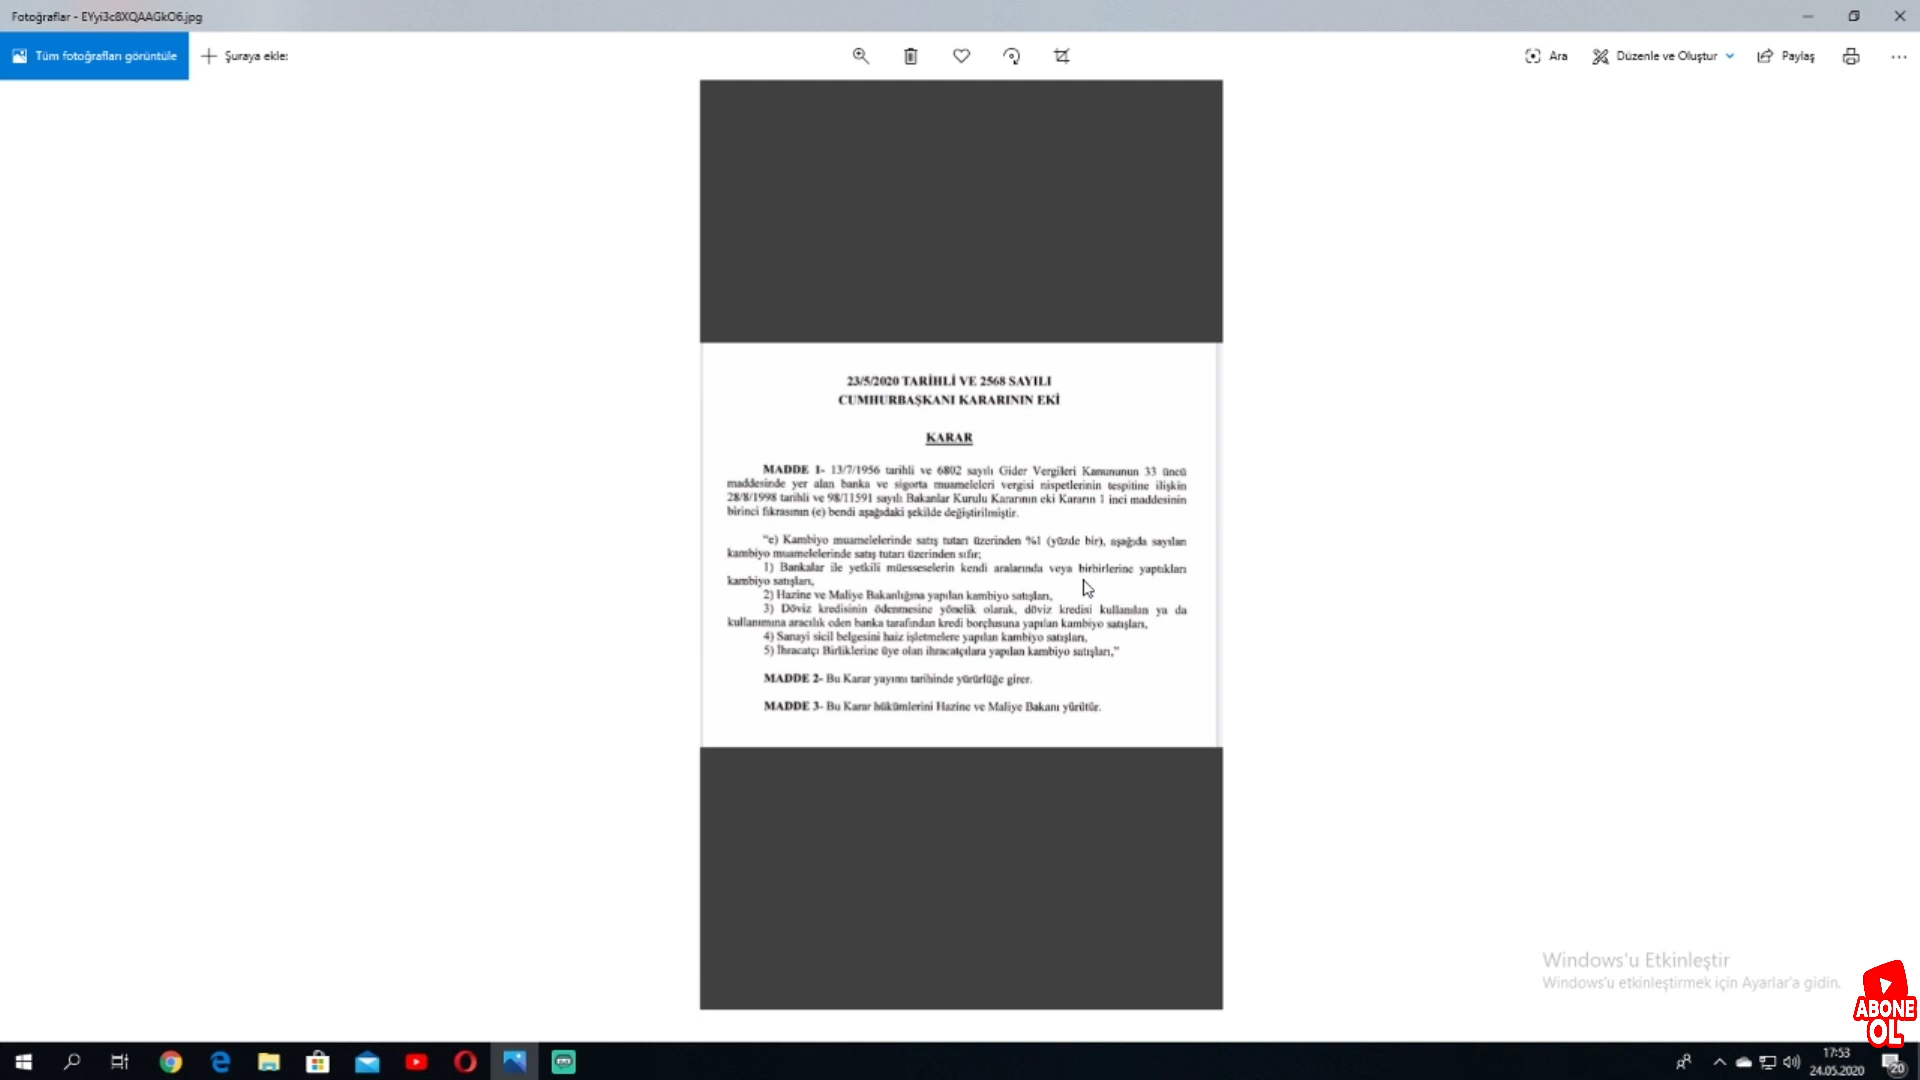 Fotoğraflar - EYyi3c8XQAAGkO6.jpg
Tüm fotoğrafları görüntüle
Şuraya ekle:
Ara
Düzenle ve Oluştur
Paylaş
23/5/2020 TARİHLİ VE 2568 SAYILI
CUMHURBAŞKANI KARARININ EKİ
KARAR
MADDE 1- 13/7/1956 tarihli ve 6802 sayılı Gider Vergileri Kanununun 33 üncü
maddesinde yer alan banka ve sigorta muameleleri vergisi nispetlerinin tespitine ilişkin
28/8/1998 tarihli ve 98/11591 sayılı Bakanlar Kurulu Kararının eki Kararın 1 inci maddesinin
birinci fıkrasının (e) bendi aşağıdaki şekilde değiştirilmiştir.
"e) Kambiyo muamelelerinde satış tutarı üzerinden %1 (yüzde bir), aşağıda sayılan
kambiyo muamelelerinde satış tutarı üzerinden sıfır;
1) Bankalar ile yetkili müesseselerin kendi aralarında veya birbirlerine yaptıkları
kambiyo satışları,
2) Hazine ve Maliye Bakanlığına yapılan kambiyo satışları,
3) Döviz kredisinin ödenmesine yönelik olarak, döviz kredisi kullanılan ya da
kullanımına aracılık eden banka tarafından kredi borçlusuna yapılan kambiyo satışları,
4) Sanayi sicil belgesini haiz işletmelere yapılan kambiyo satışları,
5) İhracatçı Birliklerine üye olan ihracatçılara yapılan kambiyo satışları,"
MADDE 2- Bu Karar yayımı tarihinde yürürlüğe girer.
MADDE 3- Bu Karar hükümlerini Hazine ve Maliye Bakanı yürütür.
Windows'u Etkinleştir
Windows'u etkinleştirmek için Ayarlar'a gidin.
ABONE
OL
17:53
24.05.2020
20